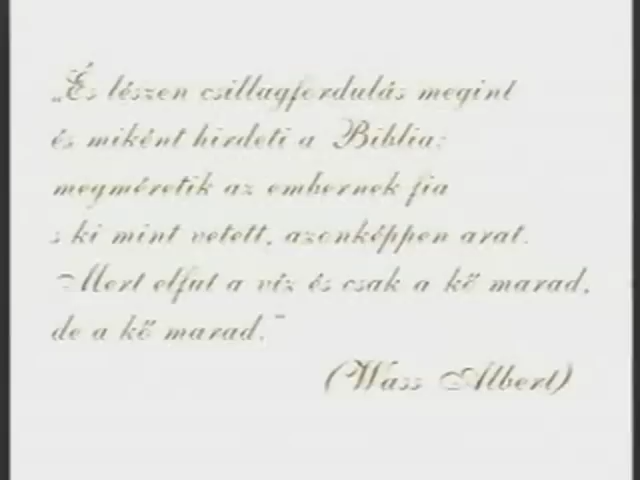 „És lészen csillagfordulás megint
és miként hirdeti a Biblia:
megméretik az embernek fia
s ki mint vetett, azonképpen arat.
Mert elfut a víz és csak a kő marad,
de a kő marad."
(Wass Albert)